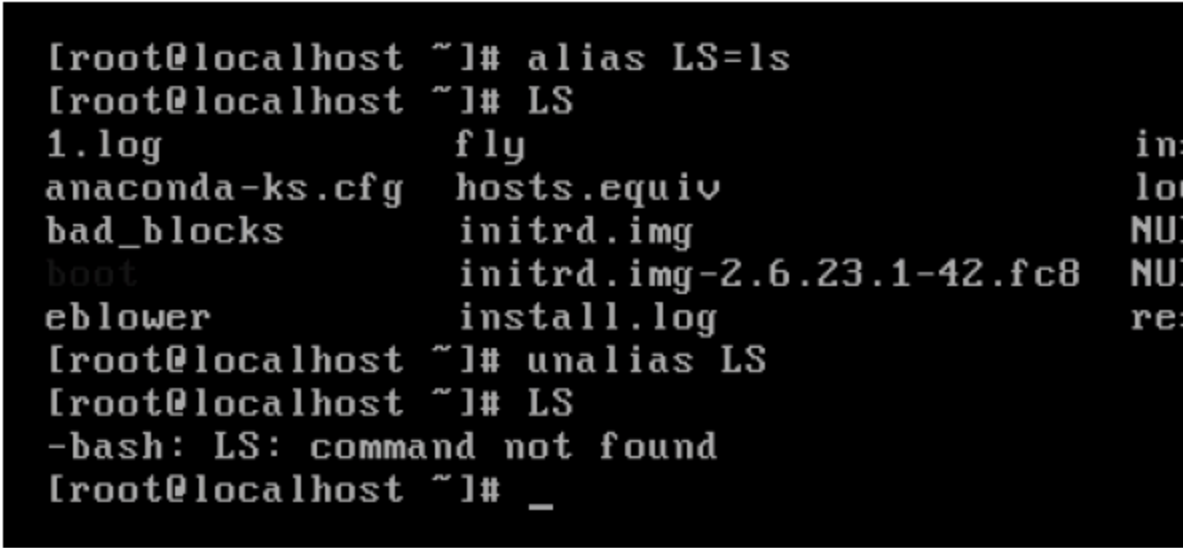 [root@localhost ~]# alias LS=ls
[root@localhost ~]# LS
1.log fly
anaconda-ks.cfg hosts.equiv
bad_blocks initrd.img
boot initrd.img-2.6.23.1-42.fc8
eblower install.log
[root@localhost ~]# unalias LS
[root@localhost ~]# LS
-bash: LS: command not found
[root@localhost ~]# _